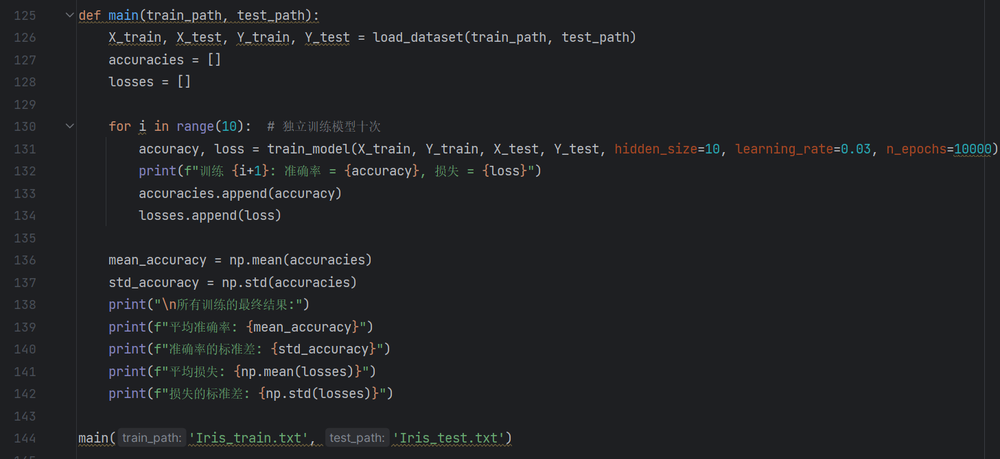 125 def main(train_path, test_path):
126 X_train, X_test, Y_train, Y_test = load_dataset(train_path, test_path)
127 accuracies = []
128 losses = []
129
130 for i in range(10):  # 独立训练模型十次
131 accuracy, loss = train_model(X_train, Y_train, X_test, Y_test, hidden_size=10, learning_rate=0.03, n_epochs=10000)
132 print(f"训练 {i+1}: 准确率 = {accuracy}, 损失 = {loss}")
133 accuracies.append(accuracy)
134 losses.append(loss)
135
136 mean_accuracy = np.mean(accuracies)
137 std_accuracy = np.std(accuracies)
138 print("\n所有训练的最终结果:")
139 print(f"平均准确率: {mean_accuracy}")
140 print(f"准确率的标准差: {std_accuracy}")
141 print(f"平均损失: {np.mean(losses)}")
142 print(f"损失的标准差: {np.std(losses)}")
143
144 main( train_path: 'Iris_train.txt', test_path: 'Iris_test.txt')